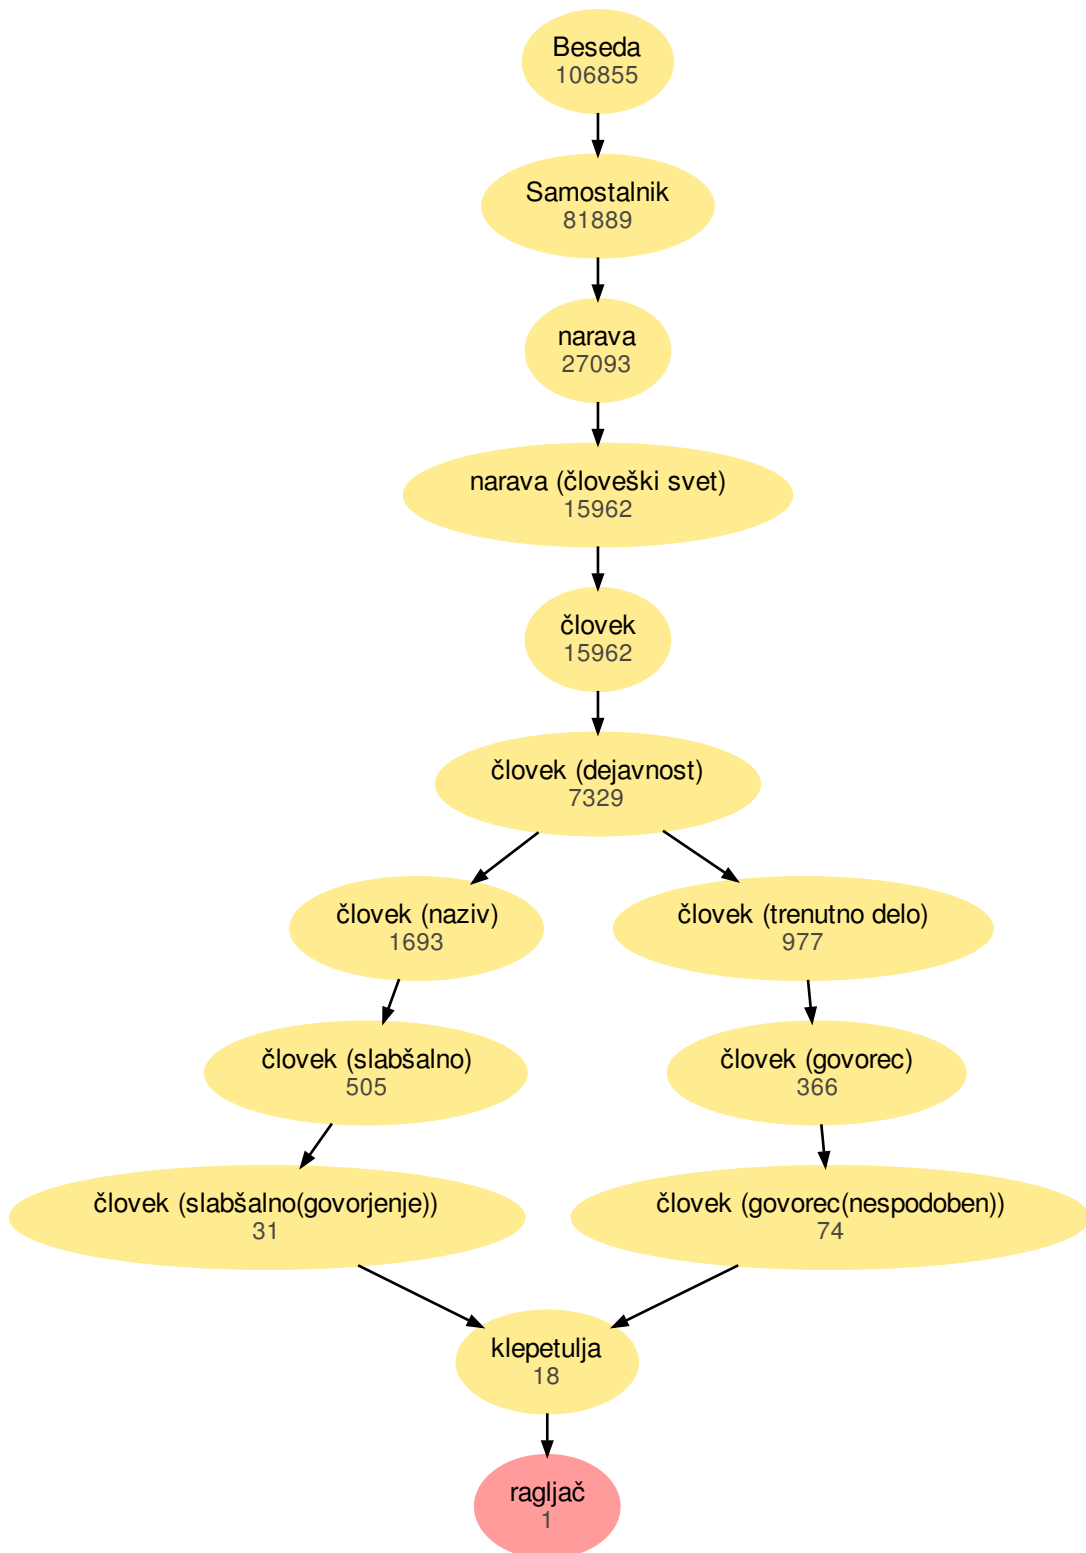 Beseda
106855
Samostalnik
81889
narava
27093
narava (človeški svet)
15962
človek
15962
človek (dejavnost)
7329
človek (naziv)
1693
človek (trenutno delo)
977
človek (slabšalno)
505
človek (govorec)
366
človek (slabšalno(govorjenje))
31
človek (govorec(nespodoben))
74
klepetulja
18
ragljač
1